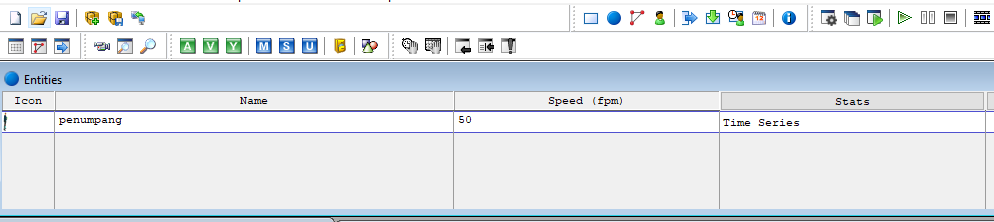 A V Y M S U
Entities
Icon Name Speed (fpm) Stats
penumpang 50 Time Series